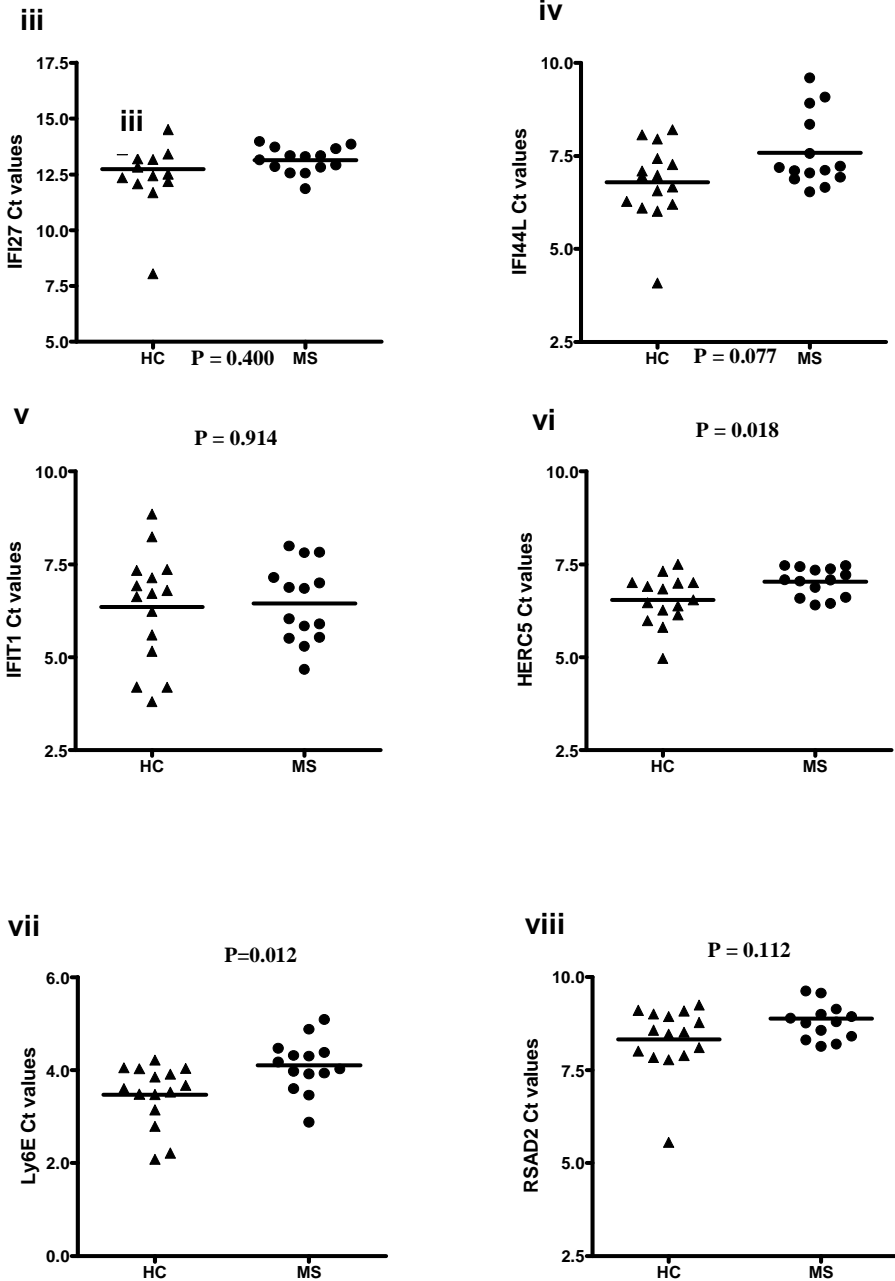 iii
17.5
15.0
12.5
10.0
7.5
5.0
IFI27 Ct values
iii
HC
P = 0.400
MS
iv
10.0
7.5
5.0
2.5
IFI44L Ct values
HC
P = 0.077
MS
v
P = 0.914
10.0
7.5
5.0
2.5
IFIT1 Ct values
HC
MS
vi
P = 0.018
10.0
7.5
5.0
2.5
HERC5 Ct values
HC
MS
vii
P=0.012
6.0
4.0
2.0
0.0
Ly6E Ct values
HC
MS
viii
P = 0.112
10.0
7.5
5.0
2.5
RSAD2 Ct values
HC
MS